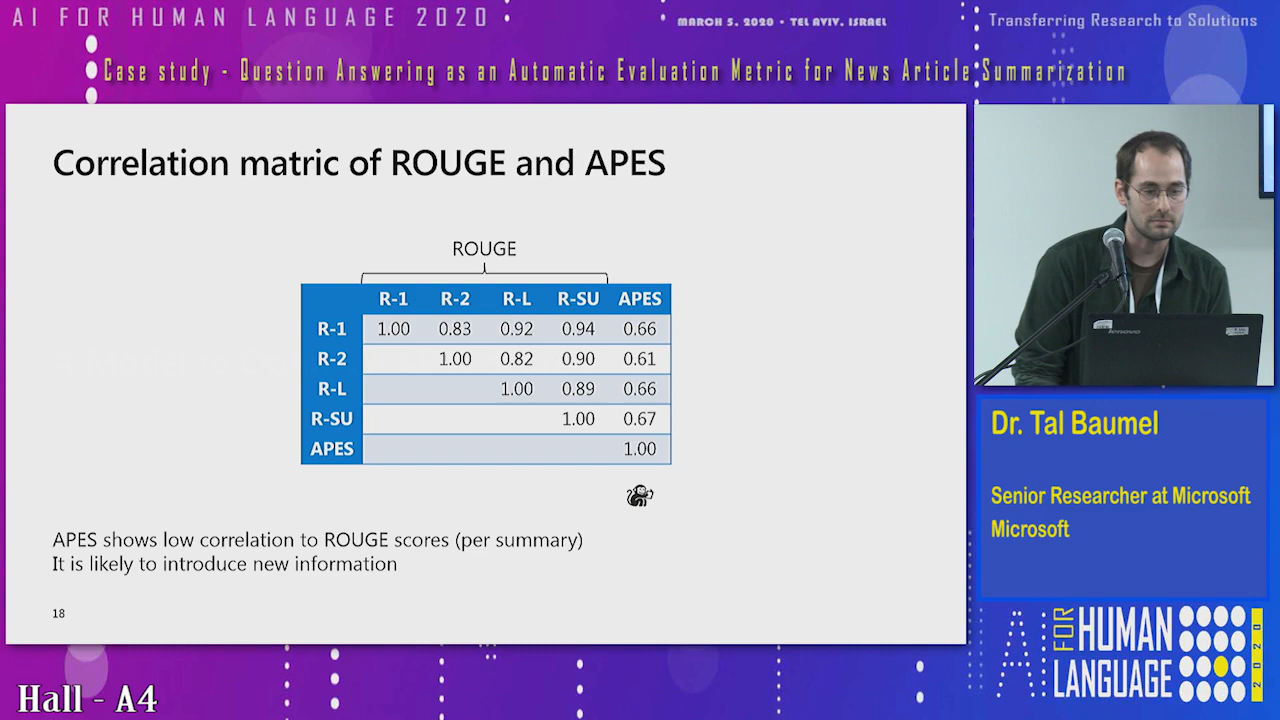 AI FOR HUMAN LANGUAGE 2020
MARCH 5, 2020 • TEL AVIV, ISRAEL
Transferring Research to Solutions
Case study - Question Answering as an Automatic Evaluation Metric for News Article Summarization
Correlation matric of ROUGE and APES
ROUGE
R-1 R-2 R-L R-SU APES
R-1 1.00 0.83 0.92 0.94 0.66
R-2 1.00 0.82 0.90 0.61
R-L 1.00 0.89 0.66
R-SU 1.00 0.67
APES 1.00
APES shows low correlation to ROUGE scores (per summary)
It is likely to introduce new information
18
lenovo
Dr. Tal Baumel
Senior Researcher at Microsoft
Microsoft
AI FOR HUMAN
LANGUAGE 2020
Hall - A4